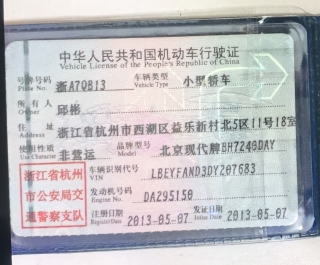 中华人民共和国机动车行驶证
Vehicle License of the People's Republic of China
号牌号码 浙A70813 车辆类型 小型轿车
Plate No. Vehicle Type
所有人 邱彬
Owner
住址 浙江省杭州市西湖区益乐新村北5区11号18室
Address
使用性质 非营运 品牌型号 北京现代牌BH7240DAY
Use Character Model
浙江省杭州 车辆识别代号 LBEYFAND3DY207683
VIN
市公安局交 发动机号码 DA295150
Engine No.
通警察支队 注册日期 2013-05-07 发证日期 2013-05-07
Register Date Issue Date